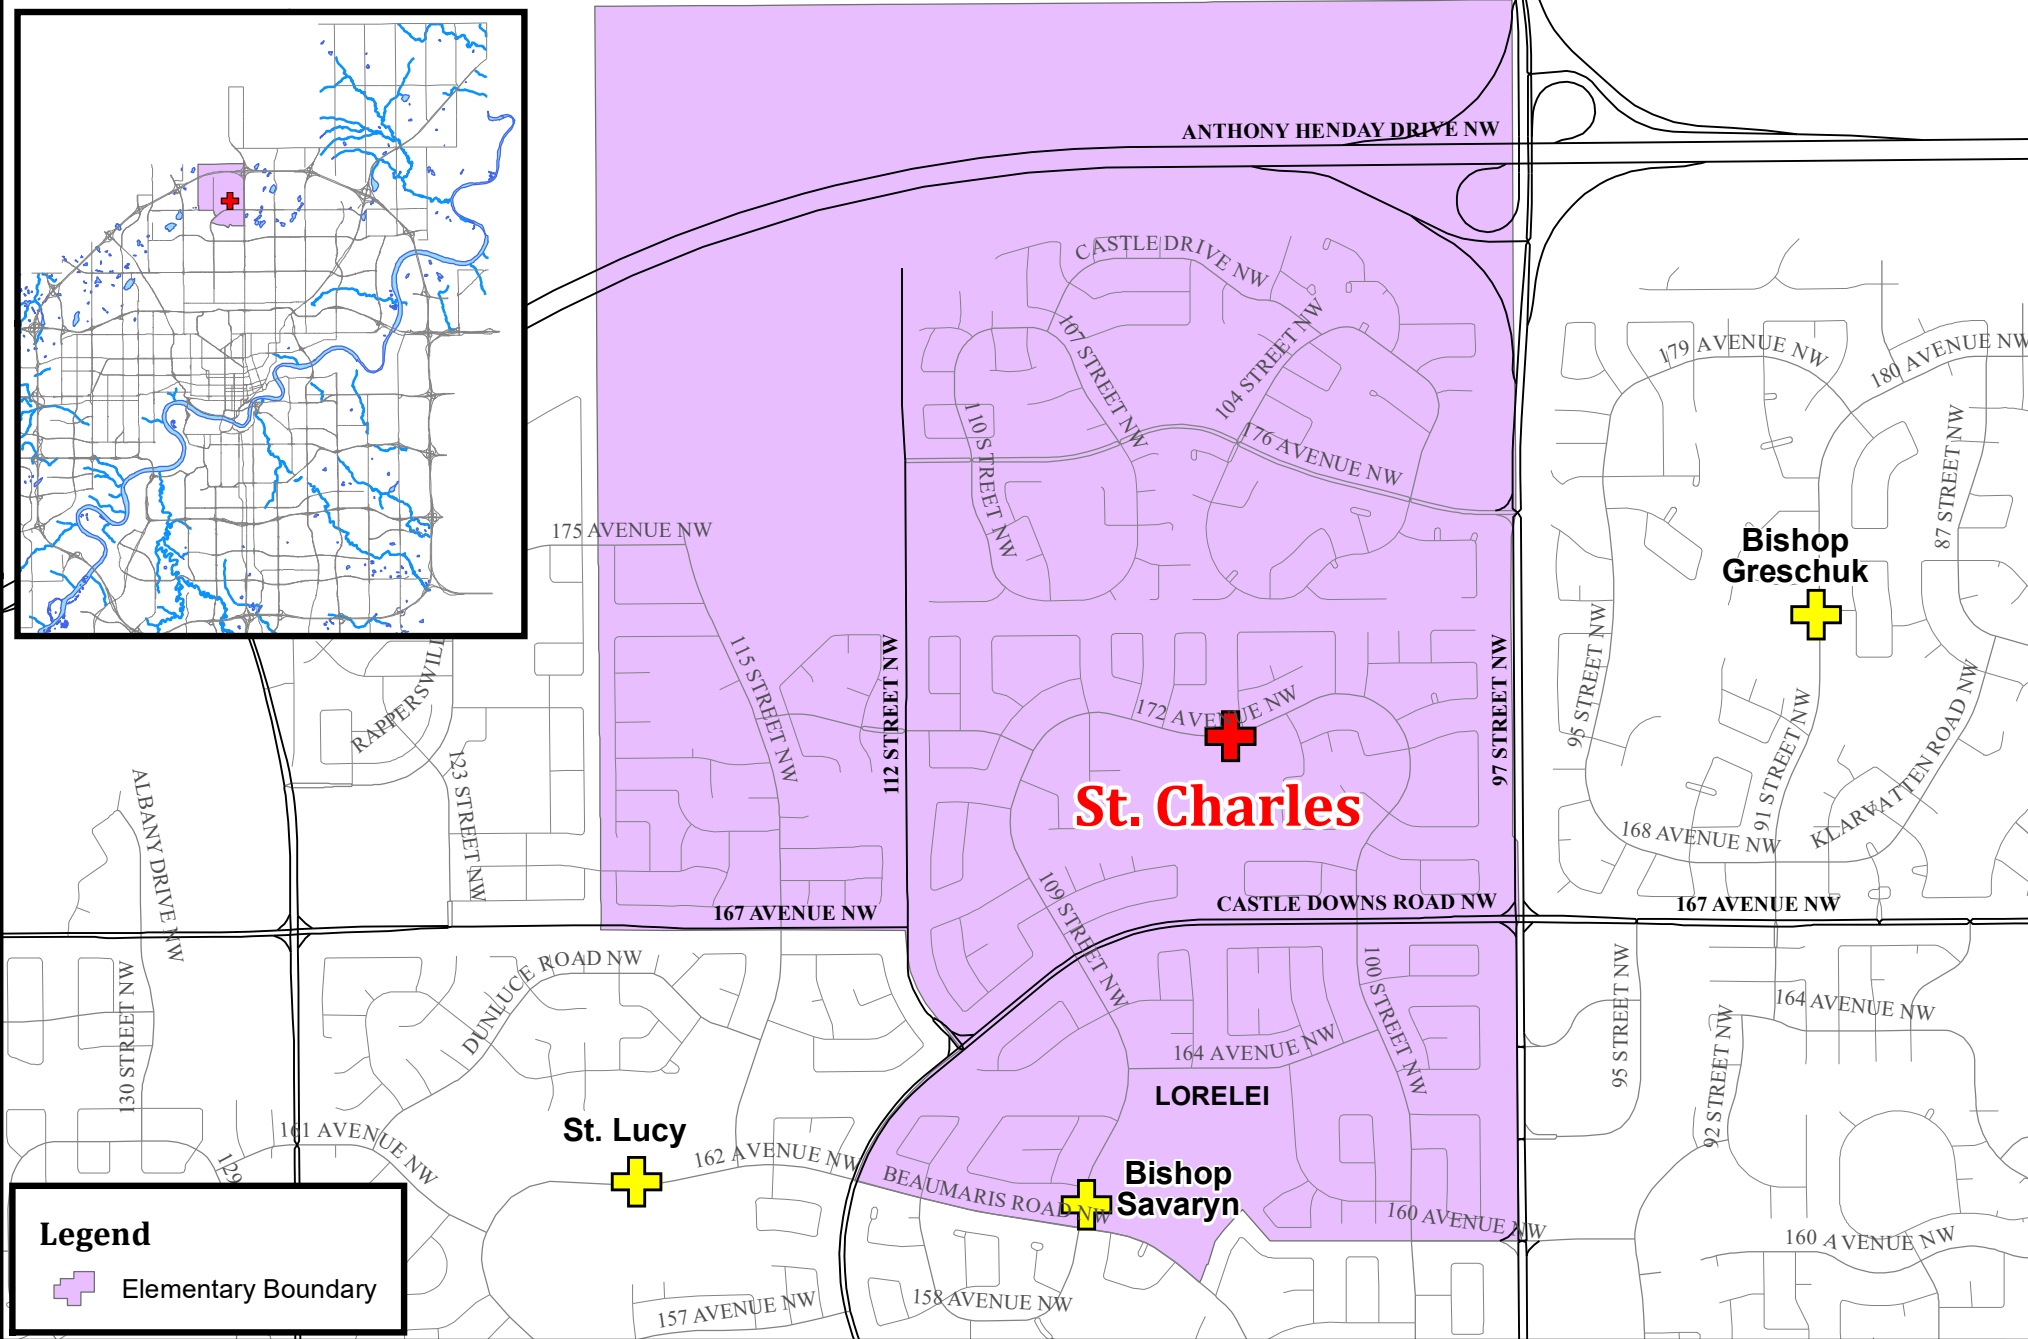 ANTHONY HENDAY DRIVE NW
CASTLE DRIVE NW
107 STREET NW
104 STREET NW
179 AVENUE NW
180 AVENUE NW
110 STREET NW
176 AVENUE NW
87 STREET NW
175 AVENUE NW
Bishop
Greschuk
115 STREET NW
112 STREET NW
97 STREET NW
95 STREET NW
91 STREET NW
KLARVATTEN ROAD NW
RAPPERSWIL
172 AVENUE NW
123 STREET NW
ALBANY DRIVE NW
St. Charles
168 AVENUE NW
109 STREET NW
167 AVENUE NW
CASTLE DOWNS ROAD NW
167 AVENUE NW
DUNLUCE ROAD NW
130 STREET NW
100 STREET NW
95 STREET NW
164 AVENUE NW
92 STREET NW
164 AVENUE NW
LORELEI
161 AVENUE NW
129
St. Lucy
162 AVENUE NW
BEAUMARIS ROAD NW
Bishop
Savaryn
160 AVENUE NW
160 AVENUE NW
157 AVENUE NW
158 AVENUE NW
Legend
Elementary Boundary